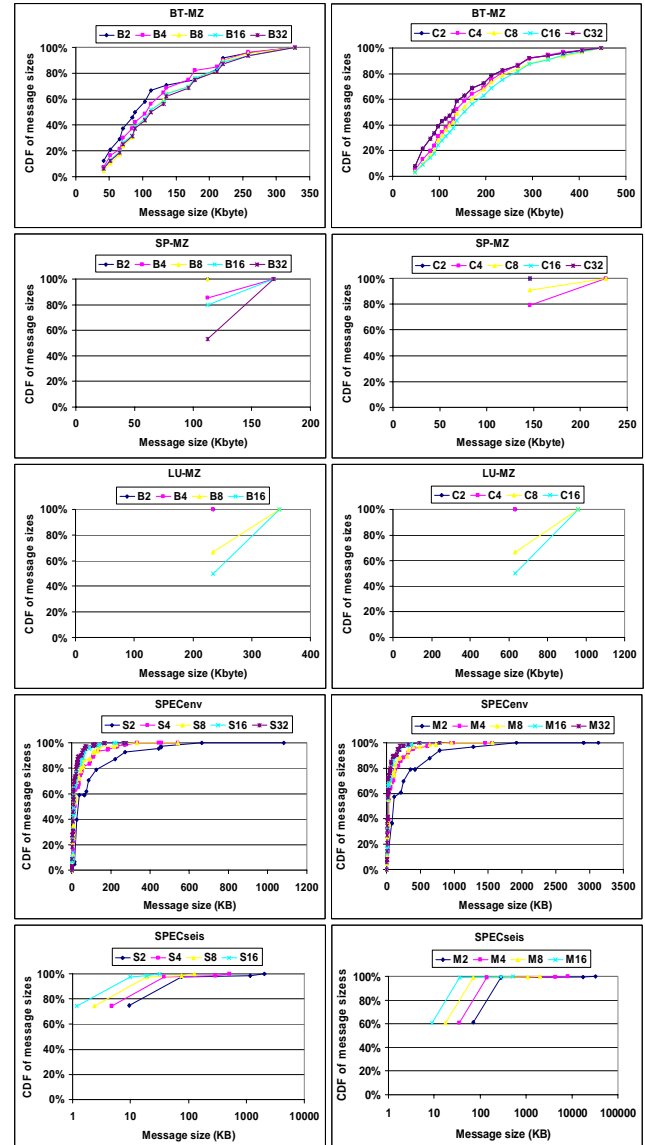 BT-MZ
B2 B4 B8 B16 B32
CDF of message sizes
100%
80%
60%
40%
20%
0%
0 50 100 150 200 250 300 350
Message size (Kbyte)
BT-MZ
C2 C4 C8 C16 C32
CDF of message sizes
100%
80%
60%
40%
20%
0%
0 100 200 300 400 500
Message size (Kbyte)
SP-MZ
B2 B4 B8 B16 B32
CDF of message sizes
100%
80%
60%
40%
20%
0%
0 50 100 150 200
Message size (Kbyte)
SP-MZ
C2 C4 C8 C16 C32
CDF of message sizes
100%
80%
60%
40%
20%
0%
0 50 100 150 200 250
Message size (Kbyte)
LU-MZ
B2 B4 B8 B16
CDF of message sizes
100%
80%
60%
40%
20%
0%
0 100 200 300 400
Message size (Kbyte)
LU-MZ
C2 C4 C8 C16
CDF of message sizes
100%
80%
60%
40%
20%
0%
0 200 400 600 800 1000 1200
Message size (Kbyte)
SPECenv
S2 S4 S8 S16 S32
CDF of message sizes
100%
90%
80%
70%
60%
50%
40%
30%
20%
10%
0%
0 200 400 600 800 1000 1200
Message size (KB)
SPECenv
M2 M4 M8 M16 M32
CDF of message sizes
100%
90%
80%
70%
60%
50%
40%
30%
20%
10%
0%
0 500 1000 1500 2000 2500 3000 3500
Message size (KB)
SPECseis
S2 S4 S8 S16
CDF of message sizes
100%
80%
60%
40%
20%
0%
1 10 100 1000 10000
Message size (KB)
SPECseis
M2 M4 M8 M16
CDF of message sizess
100%
80%
60%
40%
20%
0%
1 10 100 1000 10000 100000
Message size (KB)